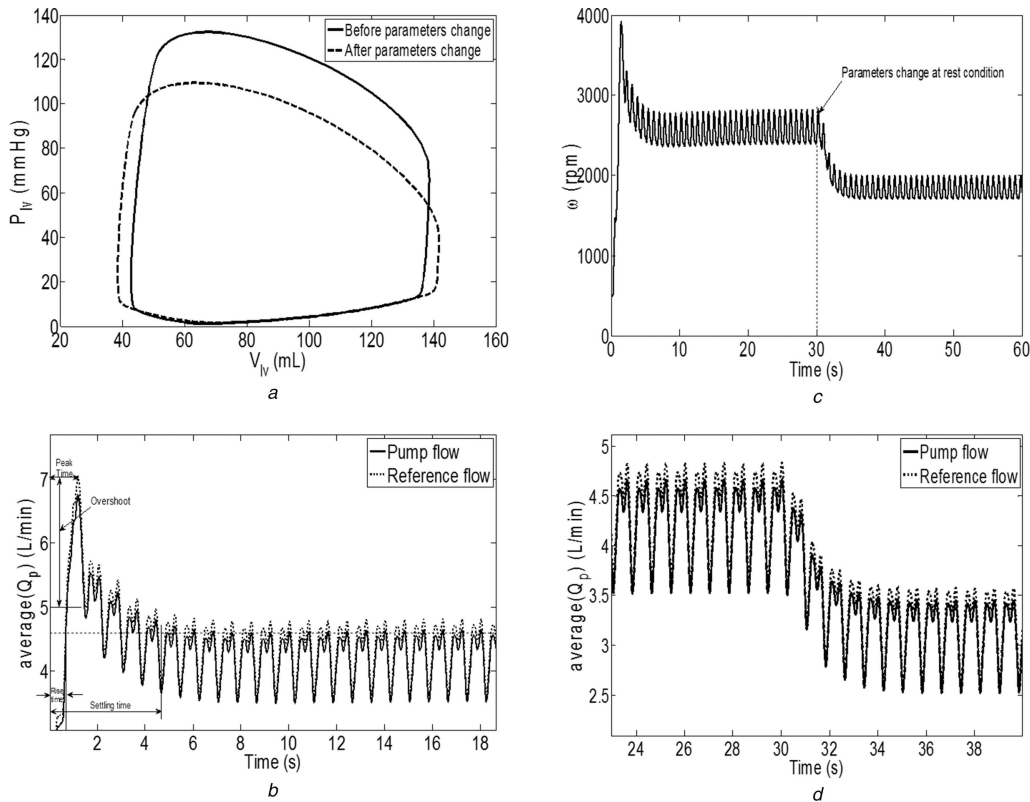 140
120
100
80
60
40
20
0
P_lv (mmHg)
Before parameters change
After parameters change
20 40 60 80 100 120 140 160
V_lv (mL)
a
4000
3000
2000
1000
0
ω (rpm)
Parameters change at rest condition
0 10 20 30 40 50 60
Time (s)
c
7
6
5
4
average(Q_p) (L/min)
Peak
Time
Overshoot
Rise
times
Settling time
Pump flow
Reference flow
2 4 6 8 10 12 14 16 18
Time (s)
b
5
4.5
4
3.5
3
2.5
average(Q_p) (L/min)
Pump flow
Reference flow
24 26 28 30 32 34 36 38
Time (s)
d